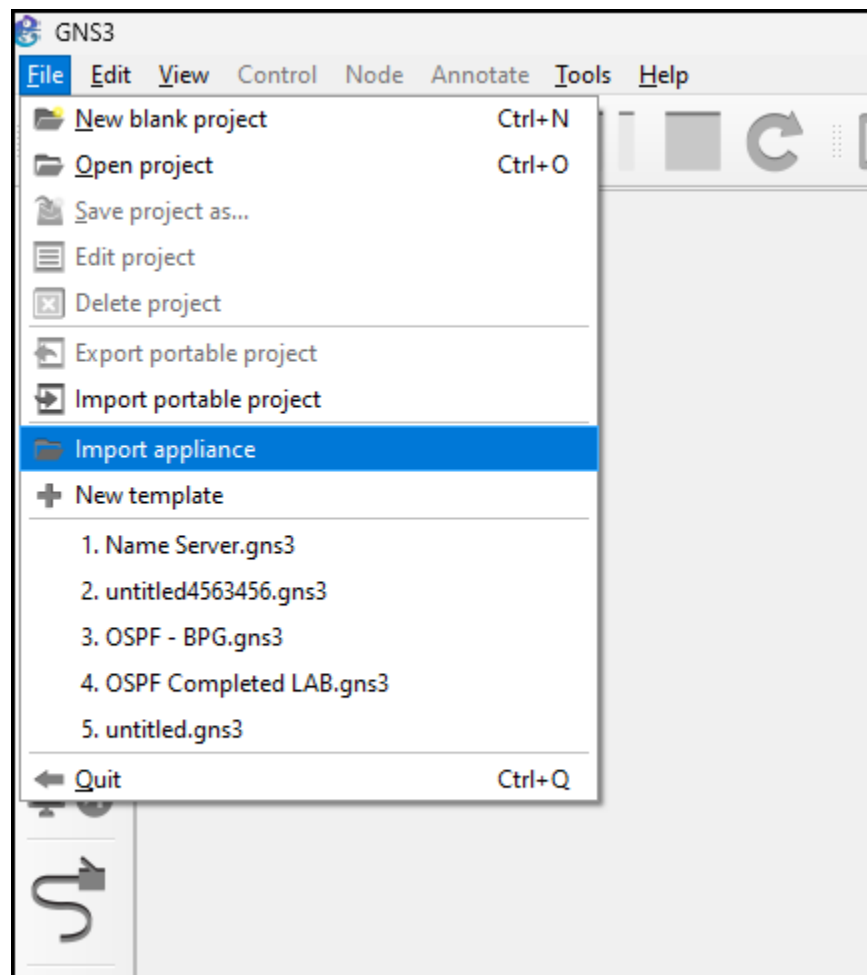 GNS3
File Edit View Control Node Annotate Tools Help
New blank project Ctrl+N
Open project Ctrl+O
Save project as...
Edit project
Delete project
Export portable project
Import portable project
Import appliance
New template
1. Name Server.gns3
2. untitled4563456.gns3
3. OSPF - BPG.gns3
4. OSPF Completed LAB.gns3
5. untitled.gns3
Quit Ctrl+Q